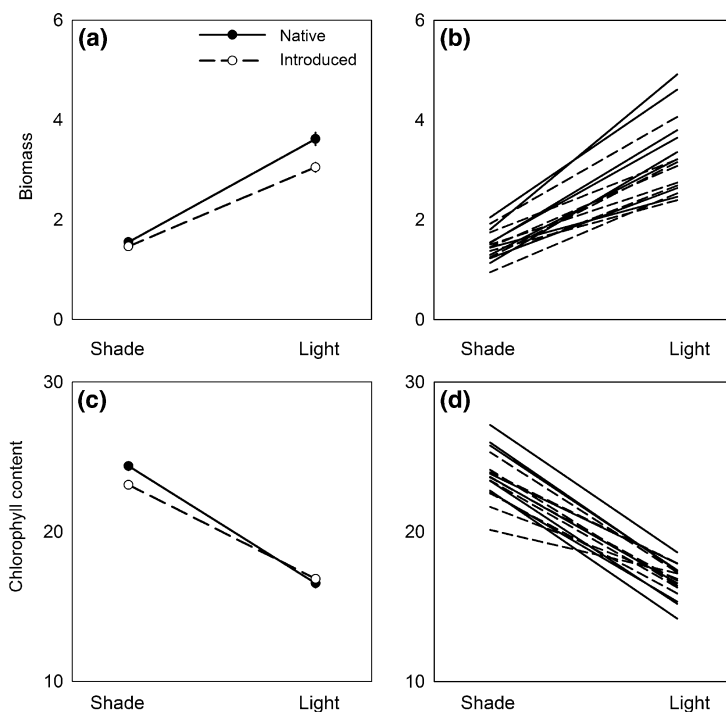 6
(a)
Native
Introduced
4
Biomass
2
0
Shade
Light
6
(b)
4
2
0
Shade
Light
30
(c)
Chlorophyll content
20
10
Shade
Light
30
(d)
20
10
Shade
Light